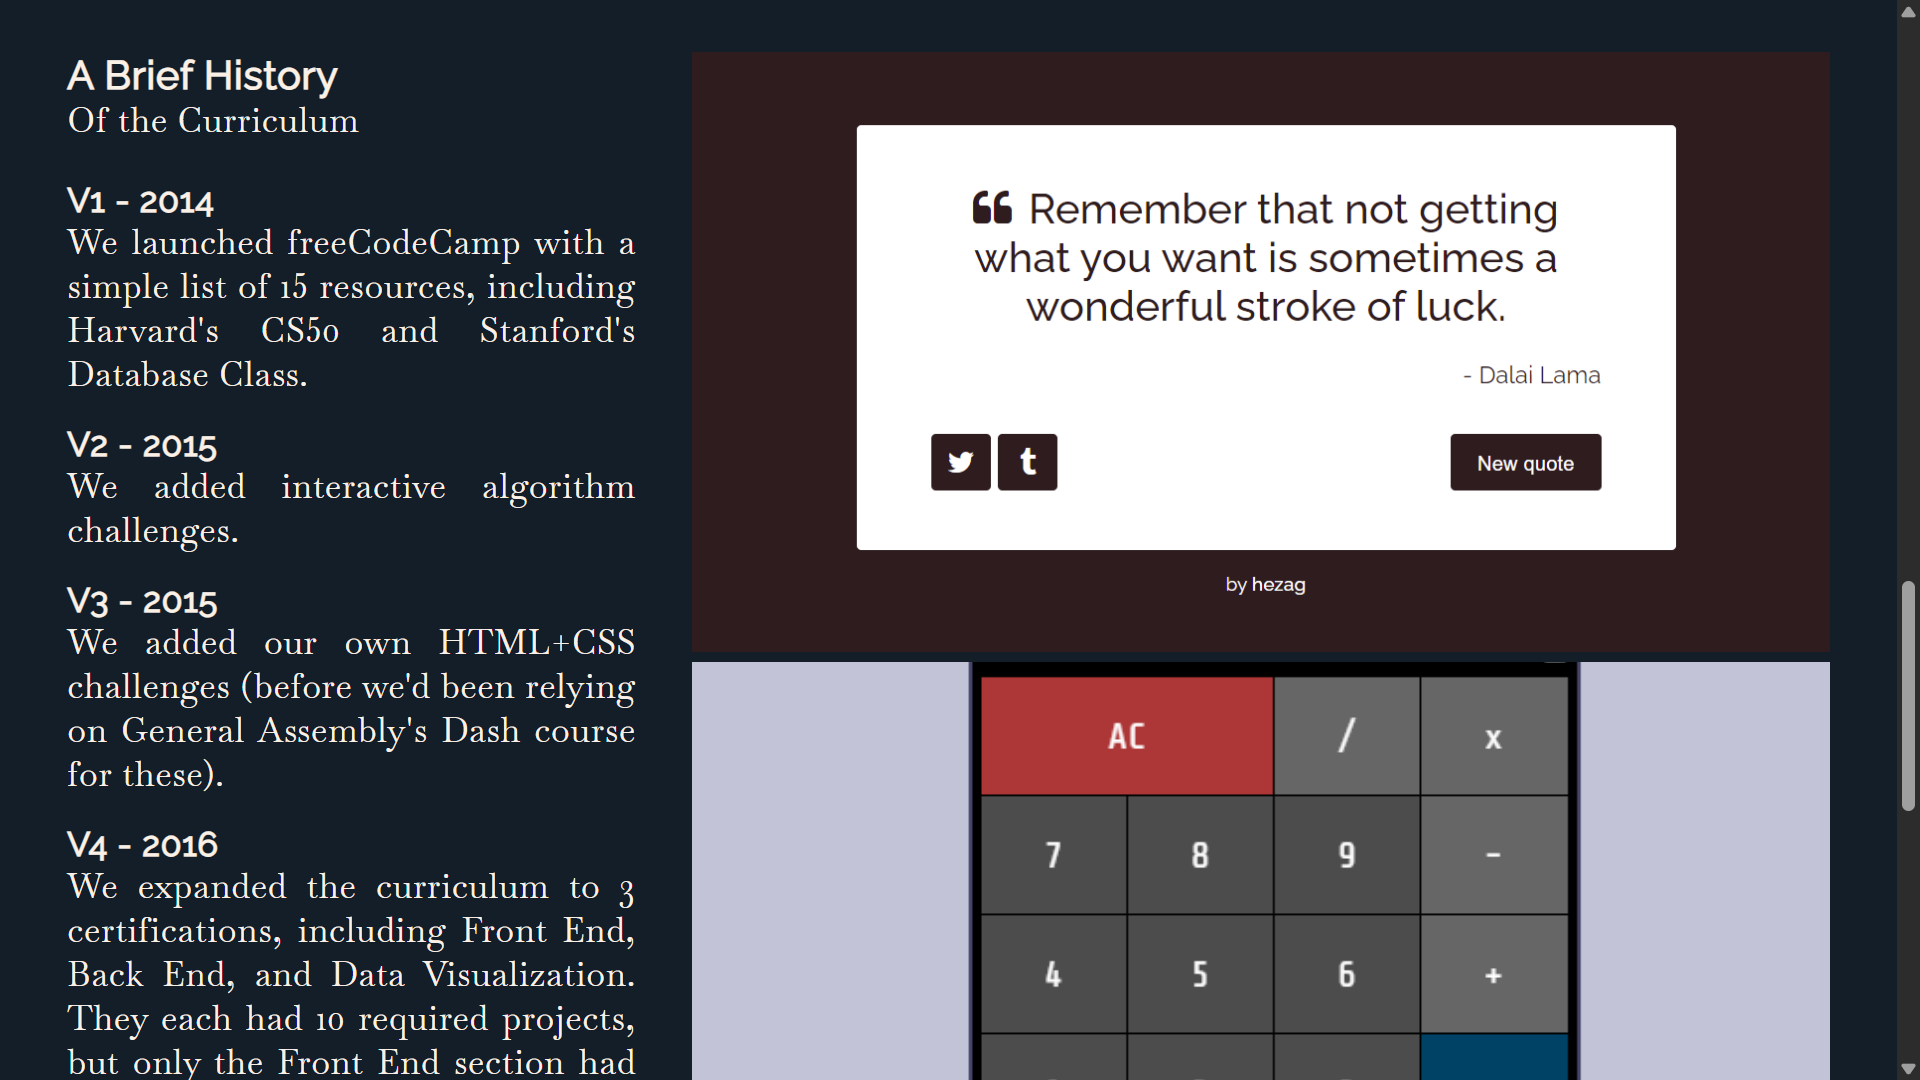 A Brief History
Of the Curriculum
V1 - 2014
We launched freeCodeCamp with a
simple list of 15 resources, including
Harvard's CS50 and Stanford's
Database Class.
V2 - 2015
We added interactive algorithm
challenges.
V3 - 2015
We added our own HTML+CSS
challenges (before we'd been relying
on General Assembly's Dash course
for these).
V4 - 2016
We expanded the curriculum to 3
certifications, including Front End,
Back End, and Data Visualization.
They each had 10 required projects,
but only the Front End section had
“ Remember that not getting
what you want is sometimes a
wonderful stroke of luck.
- Dalai Lama
New quote
by hezag
AC / x
7 8 9 -
4 5 6 +